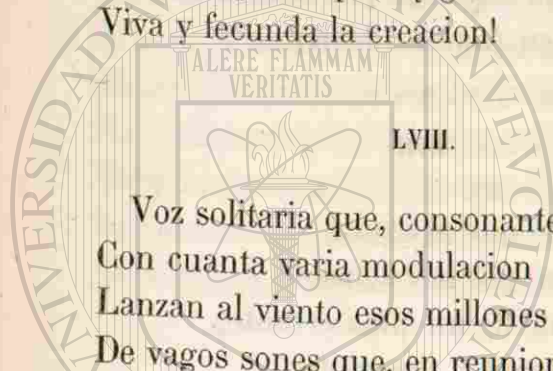 Viva y fecunda la creacion!
ALERE FLAMMAM
VERITATIS
LVIII.
Voz solitaria que, consonante
Con cuanta varia modulacion
Lanzan al viento esos millones
De vagos sones que, en reunion